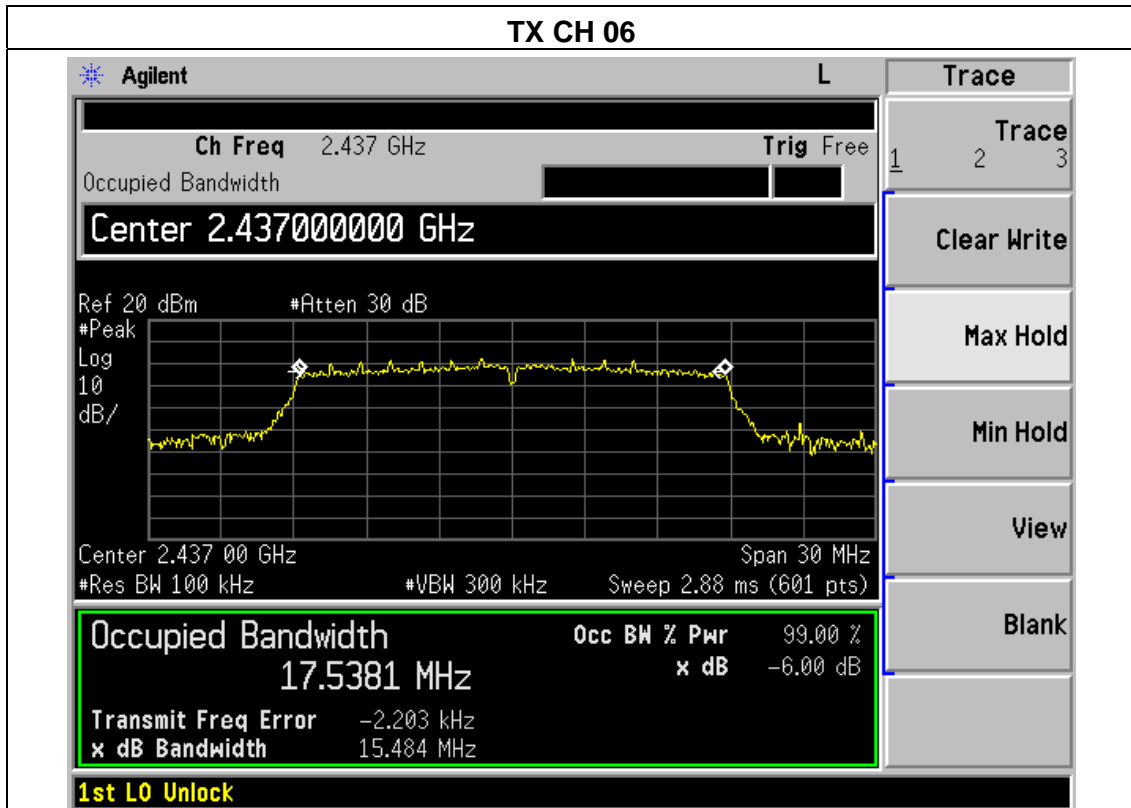 TX CH 06
Agilent L Trace
Ch Freq 2.437 GHz Trig Free
Occupied Bandwidth
Center 2.437000000 GHz
Ref 20 dBm #Atten 30 dB
#Peak
Log
10
dB/
Center 2.437 00 GHz Span 30 MHz
#Res BW 100 kHz #VBW 300 kHz Sweep 2.88 ms (601 pts)
Occupied Bandwidth Occ BW % Pwr 99.00 %
17.5381 MHz x dB -6.00 dB
Transmit Freq Error -2.203 kHz
x dB Bandwidth 15.484 MHz
1st LO Unlock
Trace
1 2 3
Clear Write
Max Hold
Min Hold
View
Blank